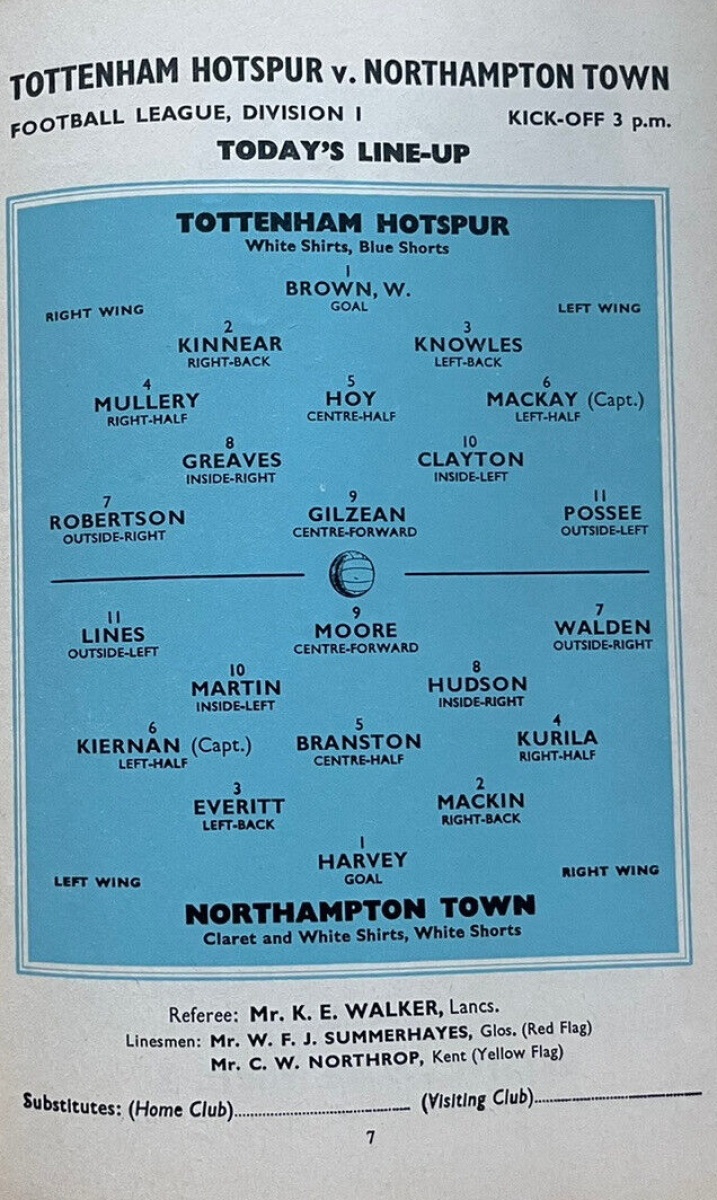 TOTTENHAM HOTSPUR v. NORTHAMPTON TOWN
FOOTBALL LEAGUE, DIVISION I KICK-OFF 3 p.m.
TODAY'S LINE-UP
TOTTENHAM HOTSPUR
White Shirts, Blue Shorts
1
BROWN, W.
GOAL
RIGHT WING LEFT WING
2 3
KINNEAR KNOWLES
RIGHT-BACK LEFT-BACK
4 5 6
MULLERY HOY MACKAY (Capt.)
RIGHT-HALF CENTRE-HALF LEFT-HALF
8 10
GREAVES CLAYTON
INSIDE-RIGHT INSIDE-LEFT
7 9 11
ROBERTSON GILZEAN POSSEE
OUTSIDE-RIGHT CENTRE-FORWARD OUTSIDE-LEFT
11 9 7
LINES MOORE WALDEN
OUTSIDE-LEFT CENTRE-FORWARD OUTSIDE-RIGHT
10 8
MARTIN HUDSON
INSIDE-LEFT INSIDE-RIGHT
6 5 4
KIERNAN (Capt.) BRANSTON KURILA
LEFT-HALF CENTRE-HALF RIGHT-HALF
3 2
EVERITT MACKIN
LEFT-BACK RIGHT-BACK
1
HARVEY
GOAL
LEFT WING RIGHT WING
NORTHAMPTON TOWN
Claret and White Shirts, White Shorts
Referee: Mr. K. E. WALKER, Lancs.
Linesmen: Mr. W. F. J. SUMMERHAYES, Glos. (Red Flag)
Mr. C. W. NORTHROP, Kent (Yellow Flag)
Substitutes: (Home Club)........................ (Visiting Club)........................
7